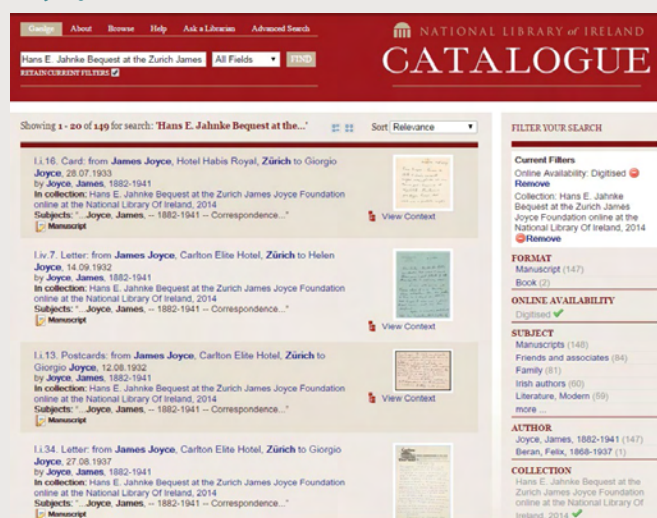 Catalogue About Browse Help Ask a Librarian Advanced Search
NATIONAL LIBRARY of IRELAND
CATALOGUE
Hans E. Jahnke Bequest at the Zurich James All Fields FIND
RETAIN CURRENT FILTERS
Showing 1 - 20 of 149 for search: 'Hans E. Jahnke Bequest at the...' Sort Relevance
I.i.16. Card: from James Joyce, Hotel Habis Royal, Zürich to Giorgio
Joyce, 28.07.1933
by Joyce, James, 1882-1941
In collection: Hans E. Jahnke Bequest at the Zurich James Joyce Foundation
online at the National Library Of Ireland, 2014
Subjects: "...Joyce, James, -- 1882-1941 -- Correspondence..."
Manuscript
View Context
I.iv.7. Letter: from James Joyce, Carlton Elite Hotel, Zürich to Helen
Joyce, 14.09.1932
by Joyce, James, 1882-1941
In collection: Hans E. Jahnke Bequest at the Zurich James Joyce Foundation
online at the National Library Of Ireland, 2014
Subjects: "...Joyce, James, -- 1882-1941 -- Correspondence..."
Manuscript
View Context
I.i.13. Postcards: from James Joyce, Carlton Elite Hotel, Zürich to
Giorgio Joyce, 12.08.1932
by Joyce, James, 1882-1941
In collection: Hans E. Jahnke Bequest at the Zurich James Joyce Foundation
online at the National Library Of Ireland, 2014
Subjects: "...Joyce, James, -- 1882-1941 -- Correspondence..."
Manuscript
View Context
I.i.34. Letter: from James Joyce, Carlton Elite Hotel, Zürich to Giorgio
Joyce, 27.08.1937
by Joyce, James, 1882-1941
In collection: Hans E. Jahnke Bequest at the Zurich James Joyce Foundation
online at the National Library Of Ireland, 2014
Subjects: "...Joyce, James, -- 1882-1941 -- Correspondence..."
Manuscript
FILTER YOUR SEARCH
Current Filters
Online Availability: Digitised
Remove
Collection: Hans E. Jahnke
Bequest at the Zurich James
Joyce Foundation online at the
National Library Of Ireland, 2014
Remove
FORMAT
Manuscript (147)
Book (2)
ONLINE AVAILABILITY
Digitised
SUBJECT
Manuscripts (148)
Friends and associates (84)
Family (81)
Irish authors (60)
Literature, Modern (59)
more ...
AUTHOR
Joyce, James, 1882-1941 (147)
Beran, Felix, 1868-1937 (1)
COLLECTION
Hans E. Jahnke Bequest at the
Zurich James Joyce Foundation
online at the National Library Of
Ireland, 2014